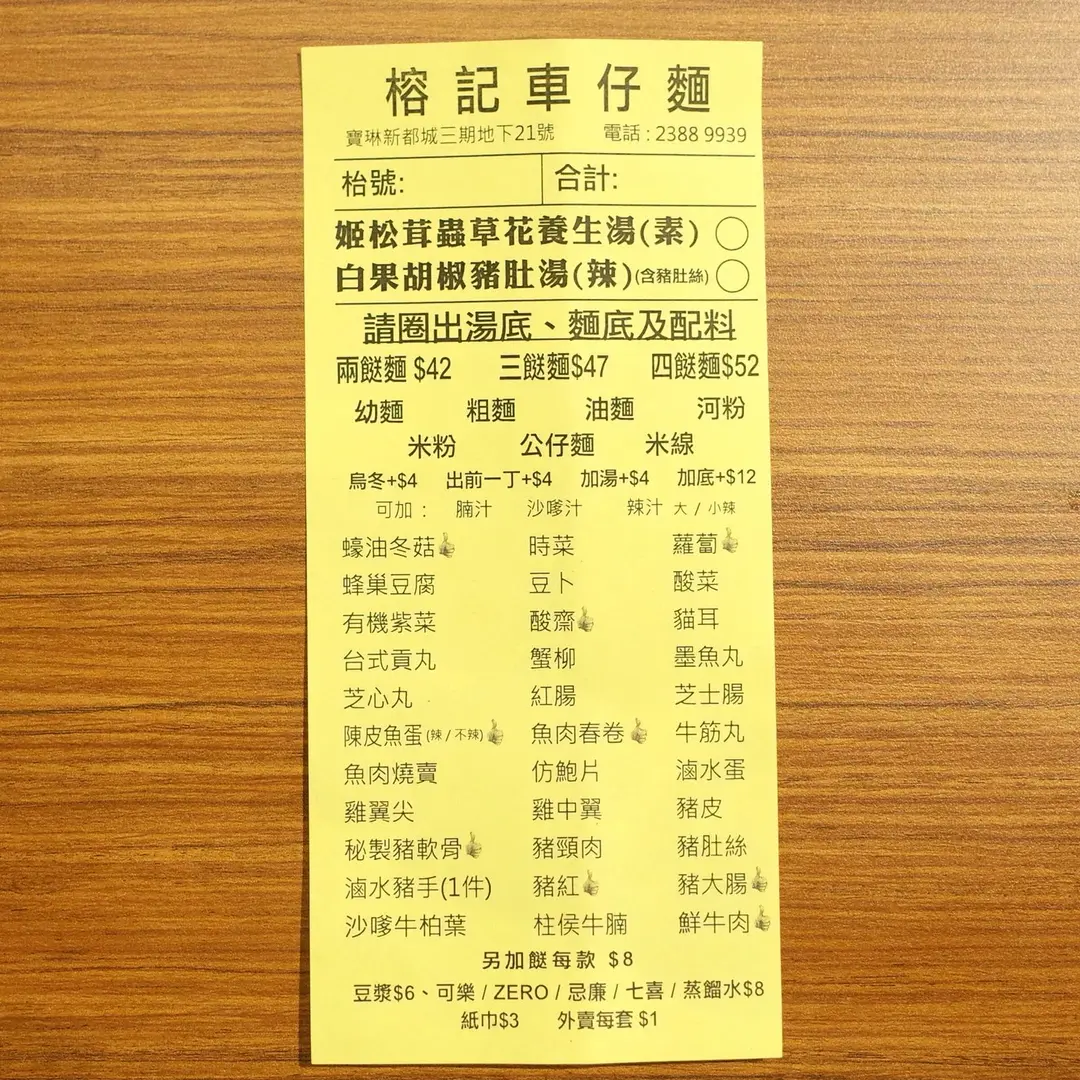 榕記車仔麵
寶琳新都城三期地下21號 電話 : 2388 9939
枱號: 合計:
姬松茸蟲草花養生湯(素)
白果胡椒豬肚湯(辣)(含豬肚絲)
請圈出湯底、麵底及配料
兩餸麵 $42 三餸麵$47 四餸麵$52
幼麵 粗麵 油麵 河粉
米粉 公仔麵 米線
烏冬+$4 出前一丁+$4 加湯+$4 加底+$12
可加 : 腩汁 沙嗲汁 辣汁 大 / 小辣
蠔油冬菇 時菜 蘿蔔
蜂巢豆腐 豆卜 酸菜
有機紫菜 酸齋 貓耳
台式貢丸 蟹柳 墨魚丸
芝心丸 紅腸 芝士腸
陳皮魚蛋(辣 / 不辣) 魚肉春卷 牛筋丸
魚肉燒賣 仿鮑片 滷水蛋
雞翼尖 雞中翼 豬皮
秘製豬軟骨 豬頸肉 豬肚絲
滷水豬手(1件) 豬紅 豬大腸
沙嗲牛柏葉 柱侯牛腩 鮮牛肉
另加餸每款 $8
豆漿$6、可樂 / ZERO / 忌廉 / 七喜 / 蒸餾水$8
紙巾$3 外賣每套 $1